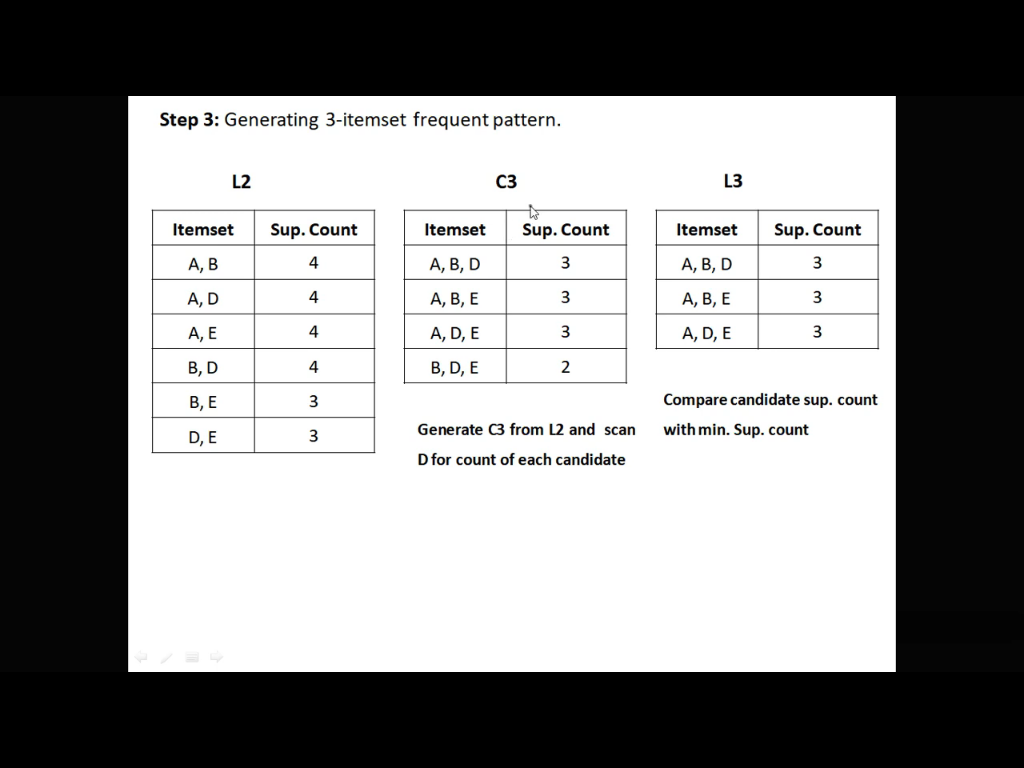 Step 3: Generating 3-itemset frequent pattern.
L2
Itemset Sup. Count
A, B 4
A, D 4
A, E 4
B, D 4
B, E 3
D, E 3
C3
Itemset Sup. Count
A, B, D 3
A, B, E 3
A, D, E 3
B, D, E 2
Generate C3 from L2 and scan
D for count of each candidate
L3
Itemset Sup. Count
A, B, D 3
A, B, E 3
A, D, E 3
Compare candidate sup. count
with min. Sup. count